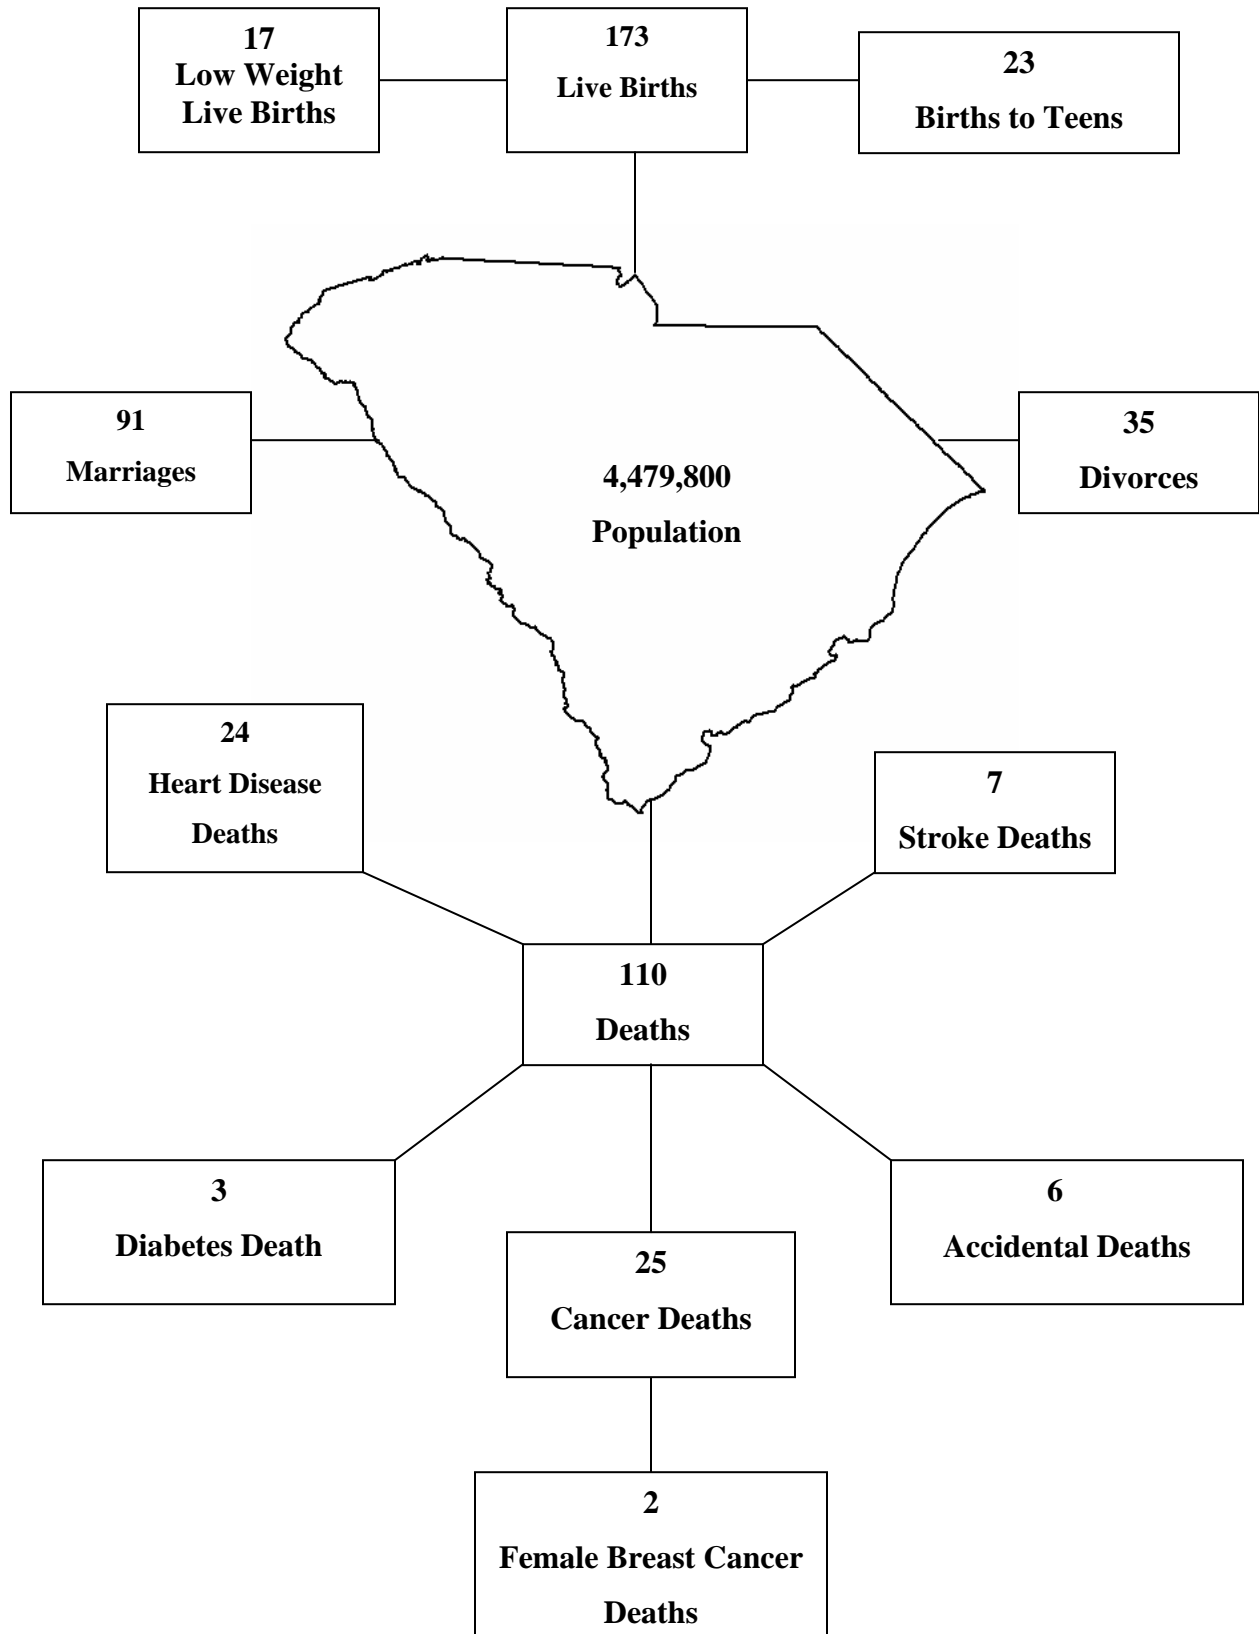 17
Low Weight
Live Births
173
Live Births
23
Births to Teens
91
Marriages
4,479,800
Population
35
Divorces
24
Heart Disease
Deaths
7
Stroke Deaths
110
Deaths
3
Diabetes Death
25
Cancer Deaths
6
Accidental Deaths
2
Female Breast Cancer
Deaths